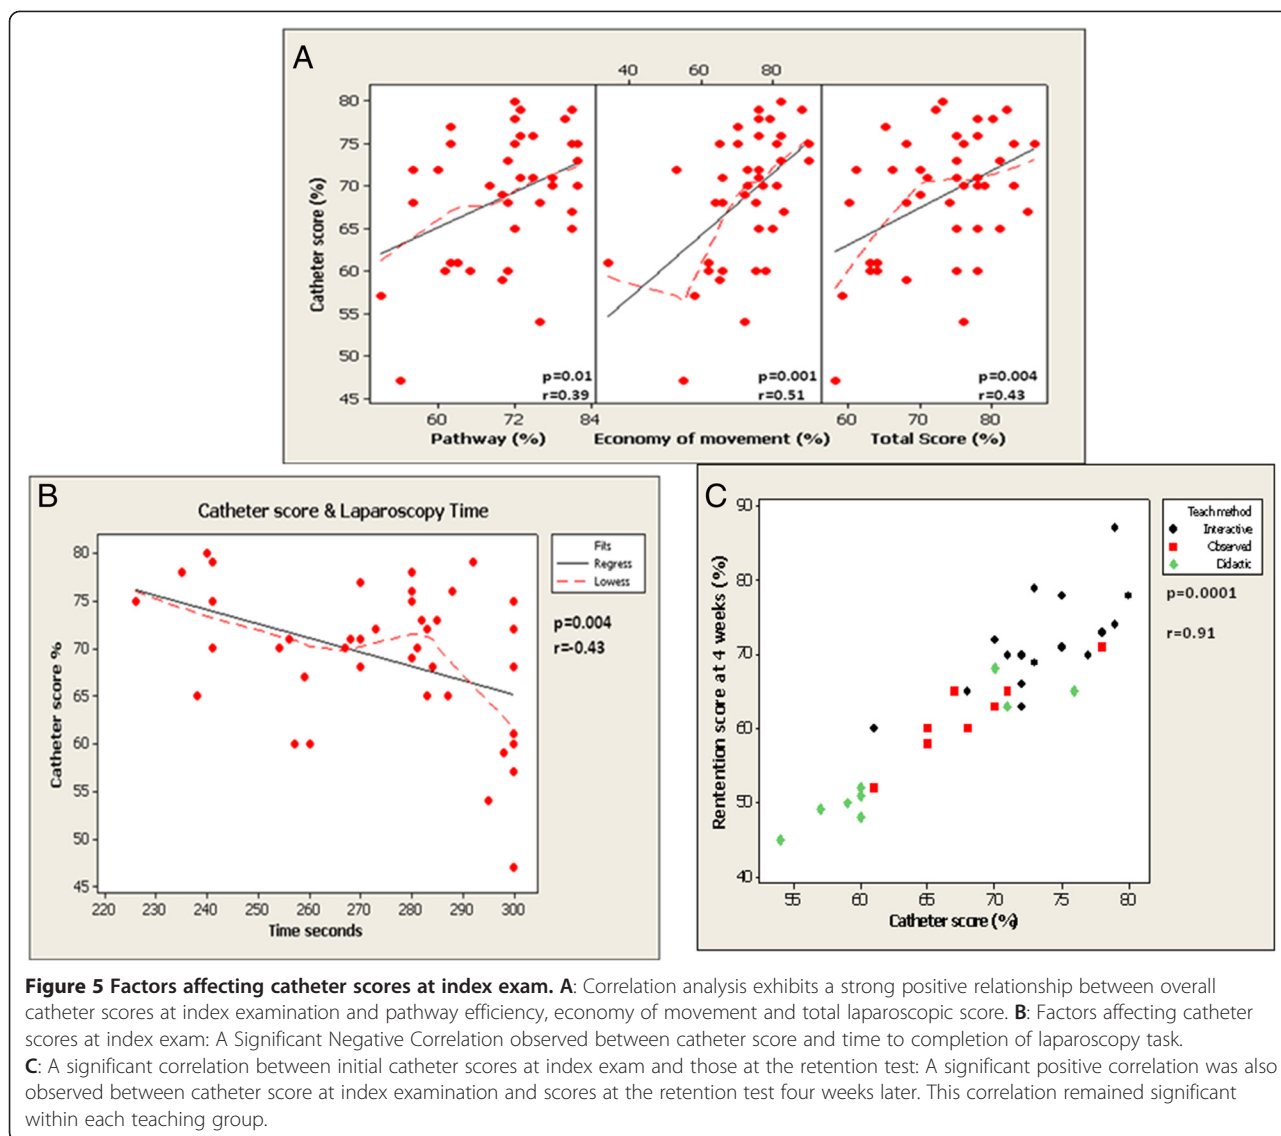 A
40 60 80
80
75
70
65
60
55
50
45
Catheter score (%)
p=0.01
r=0.39
p=0.001
r=0.51
p=0.004
r=0.43
60 72 84
60 70 80
Pathway (%) Economy of movement (%) Total Score (%)
B
Catheter score & Laparoscopy Time
80
75
70
65
60
55
50
45
Catheter score %
Fits
Regress
Lowess
p=0.004
r=-0.43
220 230 240 250 260 270 280 290 300
Time seconds
C
90
80
70
60
50
40
Rentention score at 4 weeks (%)
Teach method
Interactive
Observed
Didactic
p=0.0001
r=0.91
55 60 65 70 75 80
Catheter score (%)
Figure 5 Factors affecting catheter scores at index exam. A: Correlation analysis exhibits a strong positive relationship between overall
catheter scores at index examination and pathway efficiency, economy of movement and total laparoscopic score. B: Factors affecting catheter
scores at index exam: A Significant Negative Correlation observed between catheter score and time to completion of laparoscopy task.
C: A significant correlation between initial catheter scores at index exam and those at the retention test: A significant positive correlation was also
observed between catheter score at index examination and scores at the retention test four weeks later. This correlation remained significant
within each teaching group.